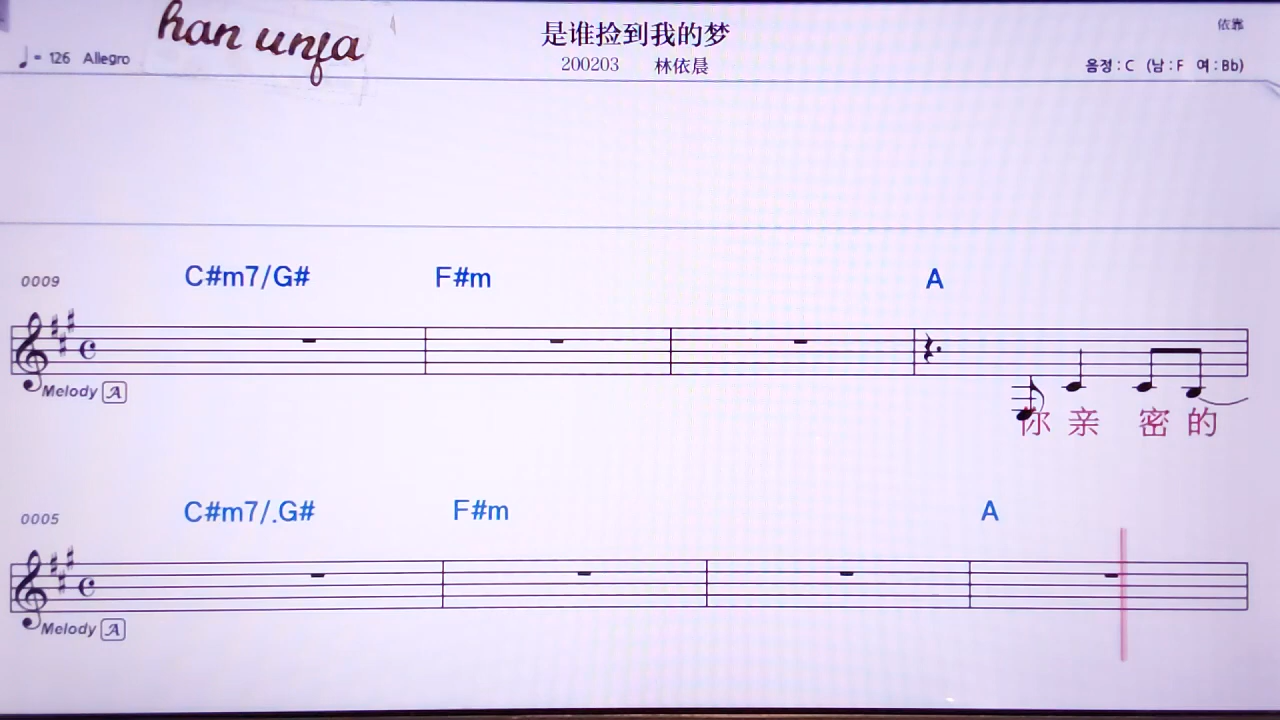 han unfa
是谁捡到我的梦
依靠
♩= 126 Allegro
200203 林依晨
음정 : C (남 : F 여 : Bb)
0009
C#m7/G# F#m A
Melody A
你 亲 密 的
0005
C#m7/.G# F#m A
Melody A